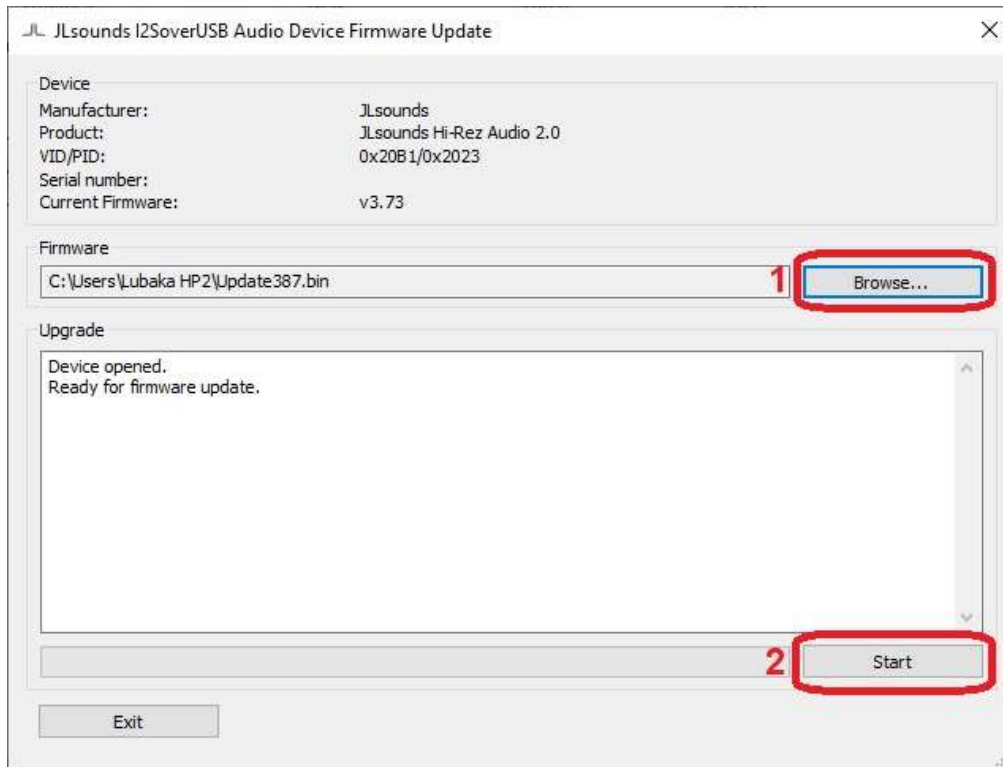 JLsounds I2SoverUSB Audio Device Firmware Update
Device
Manufacturer: JLsounds
Product: JLsounds Hi-Rez Audio 2.0
VID/PID: 0x20B1/0x2023
Serial number:
Current Firmware: v3.73
Firmware
C:\Users\Lubaka HP2\Update387.bin 1 Browse...
Upgrade
Device opened.
Ready for firmware update.
2 Start
Exit